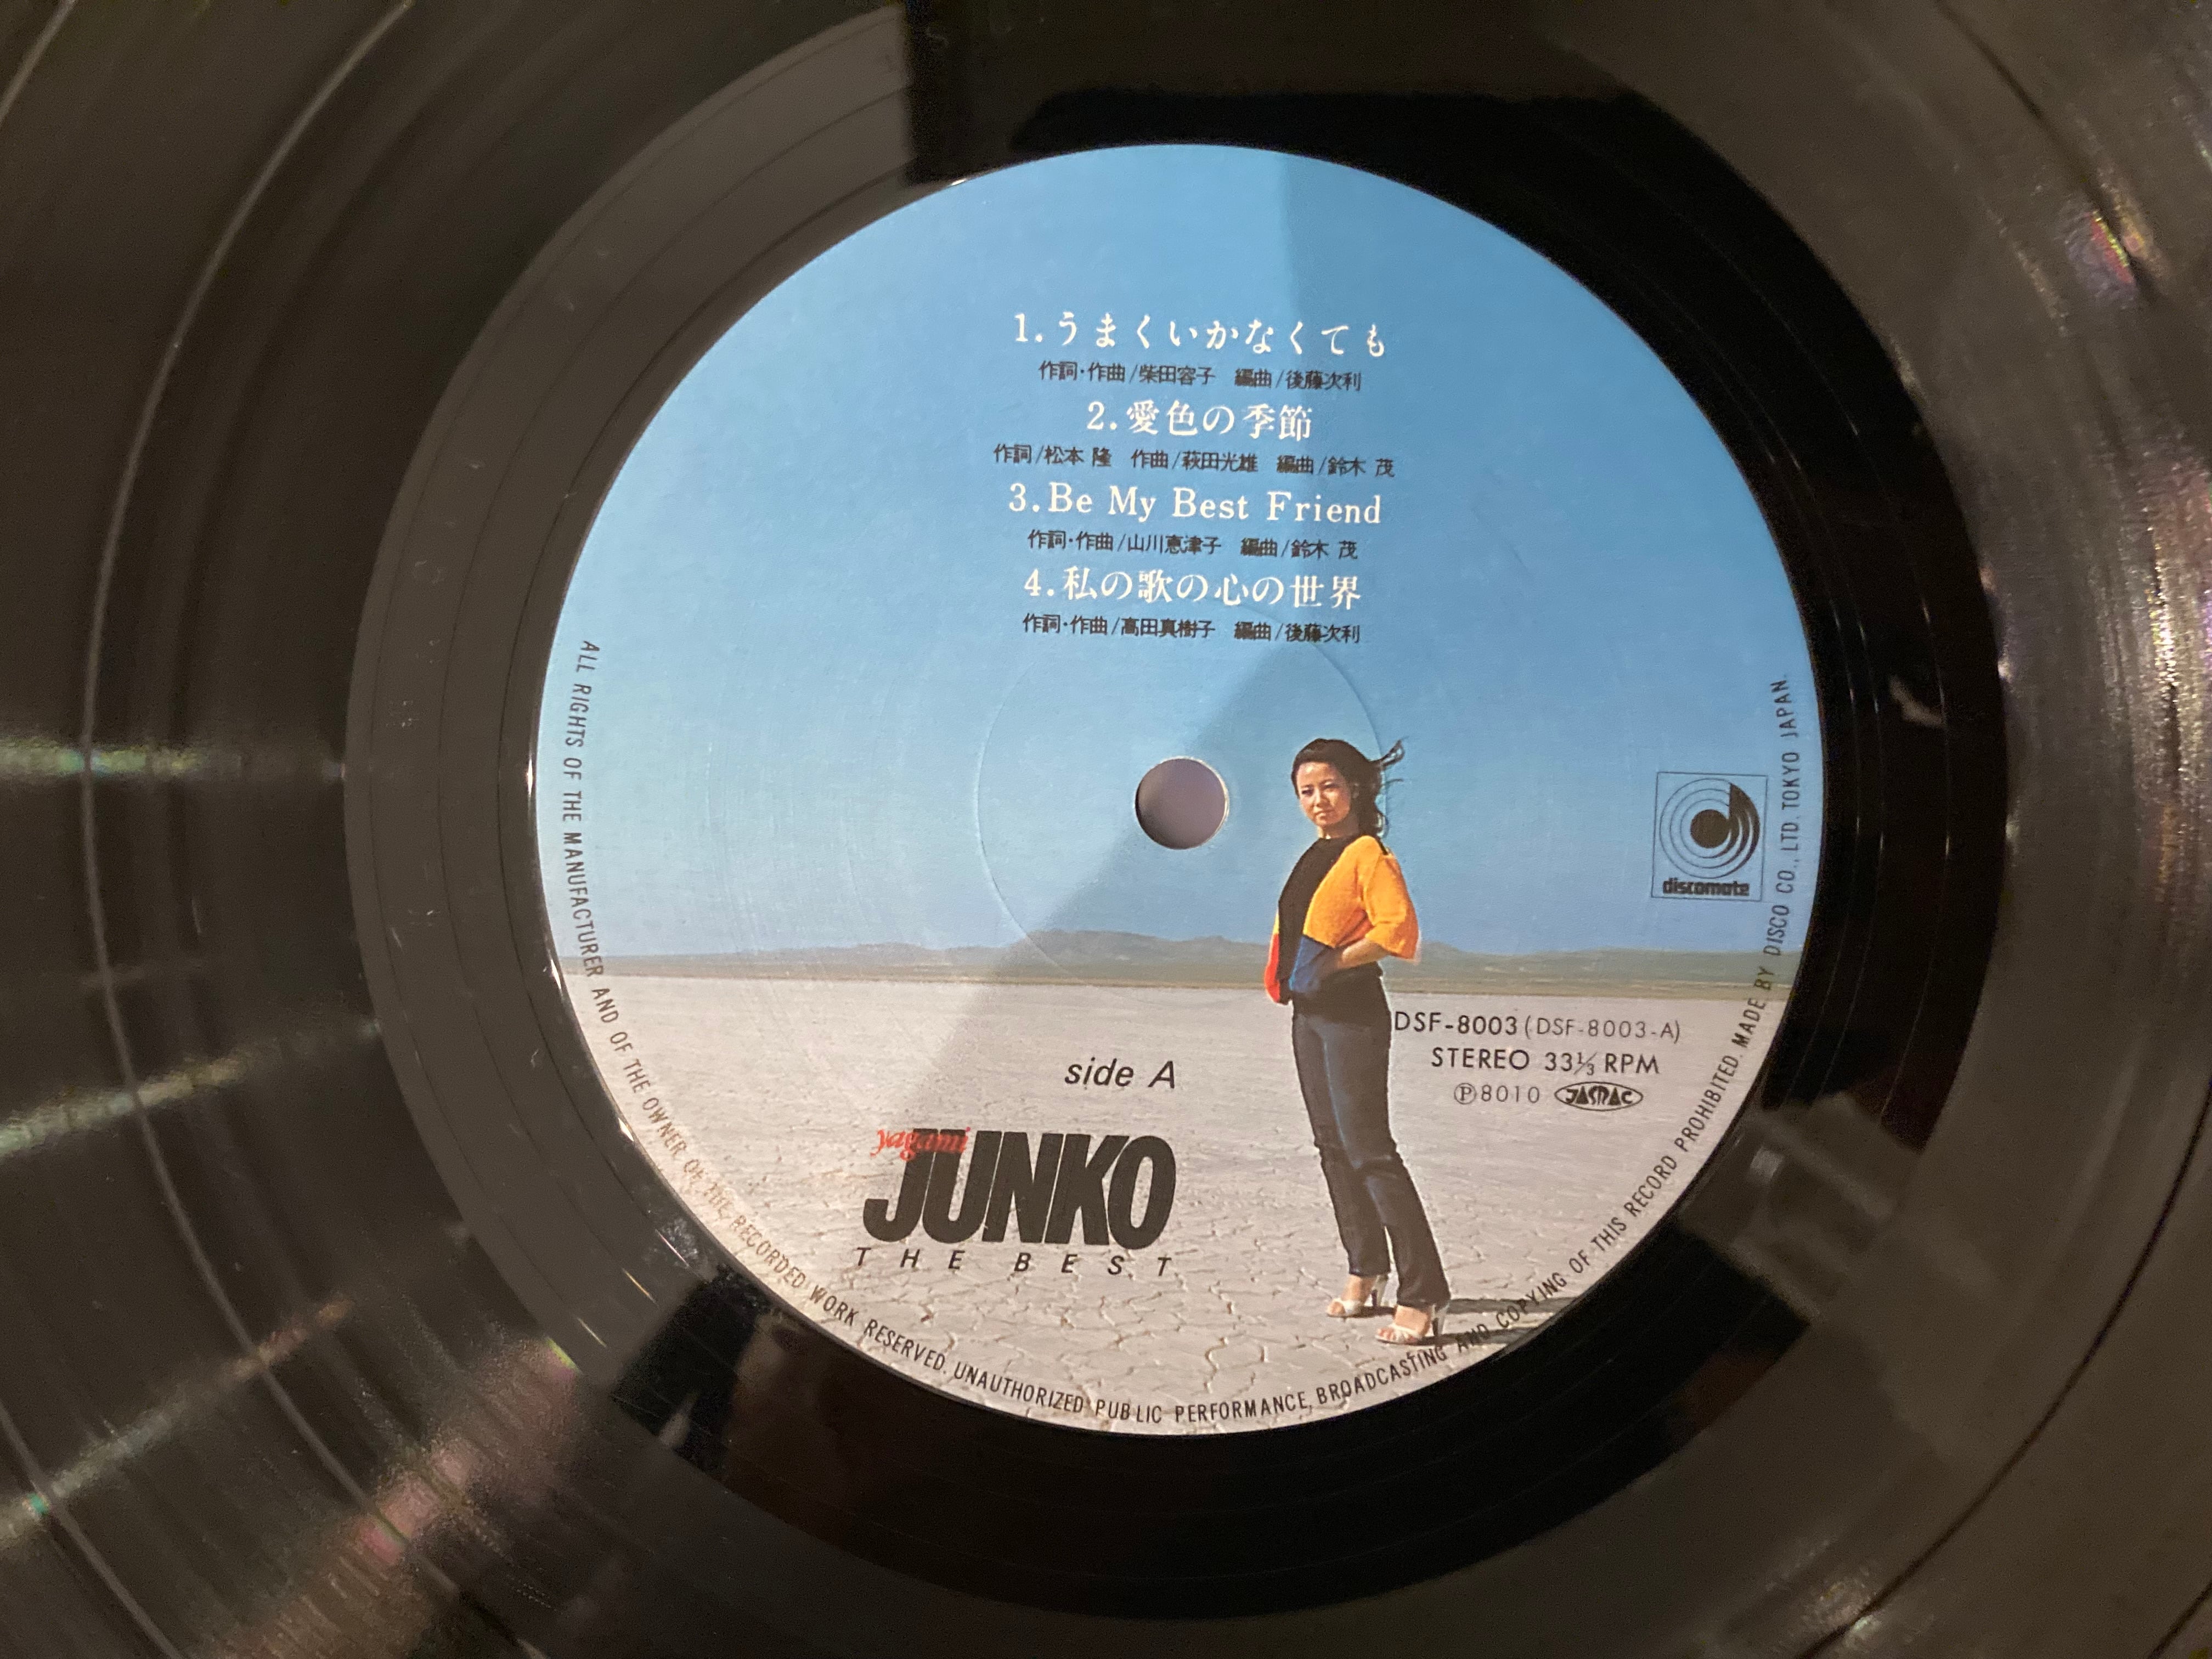 1.うまくいかなくても
作詞·作曲/柴田容子 編曲/後藤次利
2.愛色の季節
作詞/松本 隆 作曲/萩田光雄 編曲/鈴木 茂
3.Be My Best Friend
作詞·作曲/山川恵津子 編曲/鈴木 茂
4.私の歌の心の世界
作詞·作曲/高田真樹子 編曲/後藤次利
discomate
DSF-8003(DSF-8003-A)
STEREO 33⅓ RPM
Ⓟ8010 JASRAC
side A
yagami
JUNKO
THE BEST
ALL RIGHTS OF THE MANUFACTURER AND OF THE OWNER OF THE RECORDED WORK RESERVED. UNAUTHORIZED PUBLIC PERFORMANCE, BROADCASTING AND COPYING OF THIS RECORD PROHIBITED. MADE BY DISCO CO., LTD. TOKYO JAPAN.